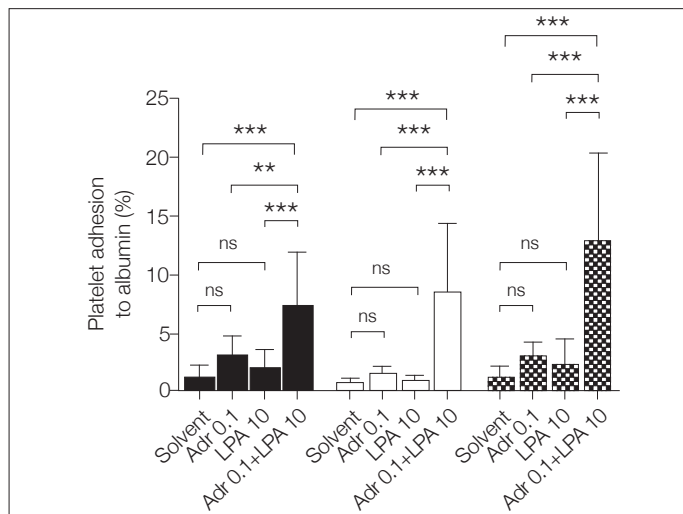 ***
***
***
***
***
***
***
**
***
25
20
15
10
5
0
Platelet adhesion
to albumin (%)
ns
ns
ns
ns
ns
ns
Solvent
Adr 0.1
LPA 10
Adr 0.1+LPA 10
Solvent
Adr 0.1
LPA 10
Adr 0.1+LPA 10
Solvent
Adr 0.1
LPA 10
Adr 0.1+LPA 10